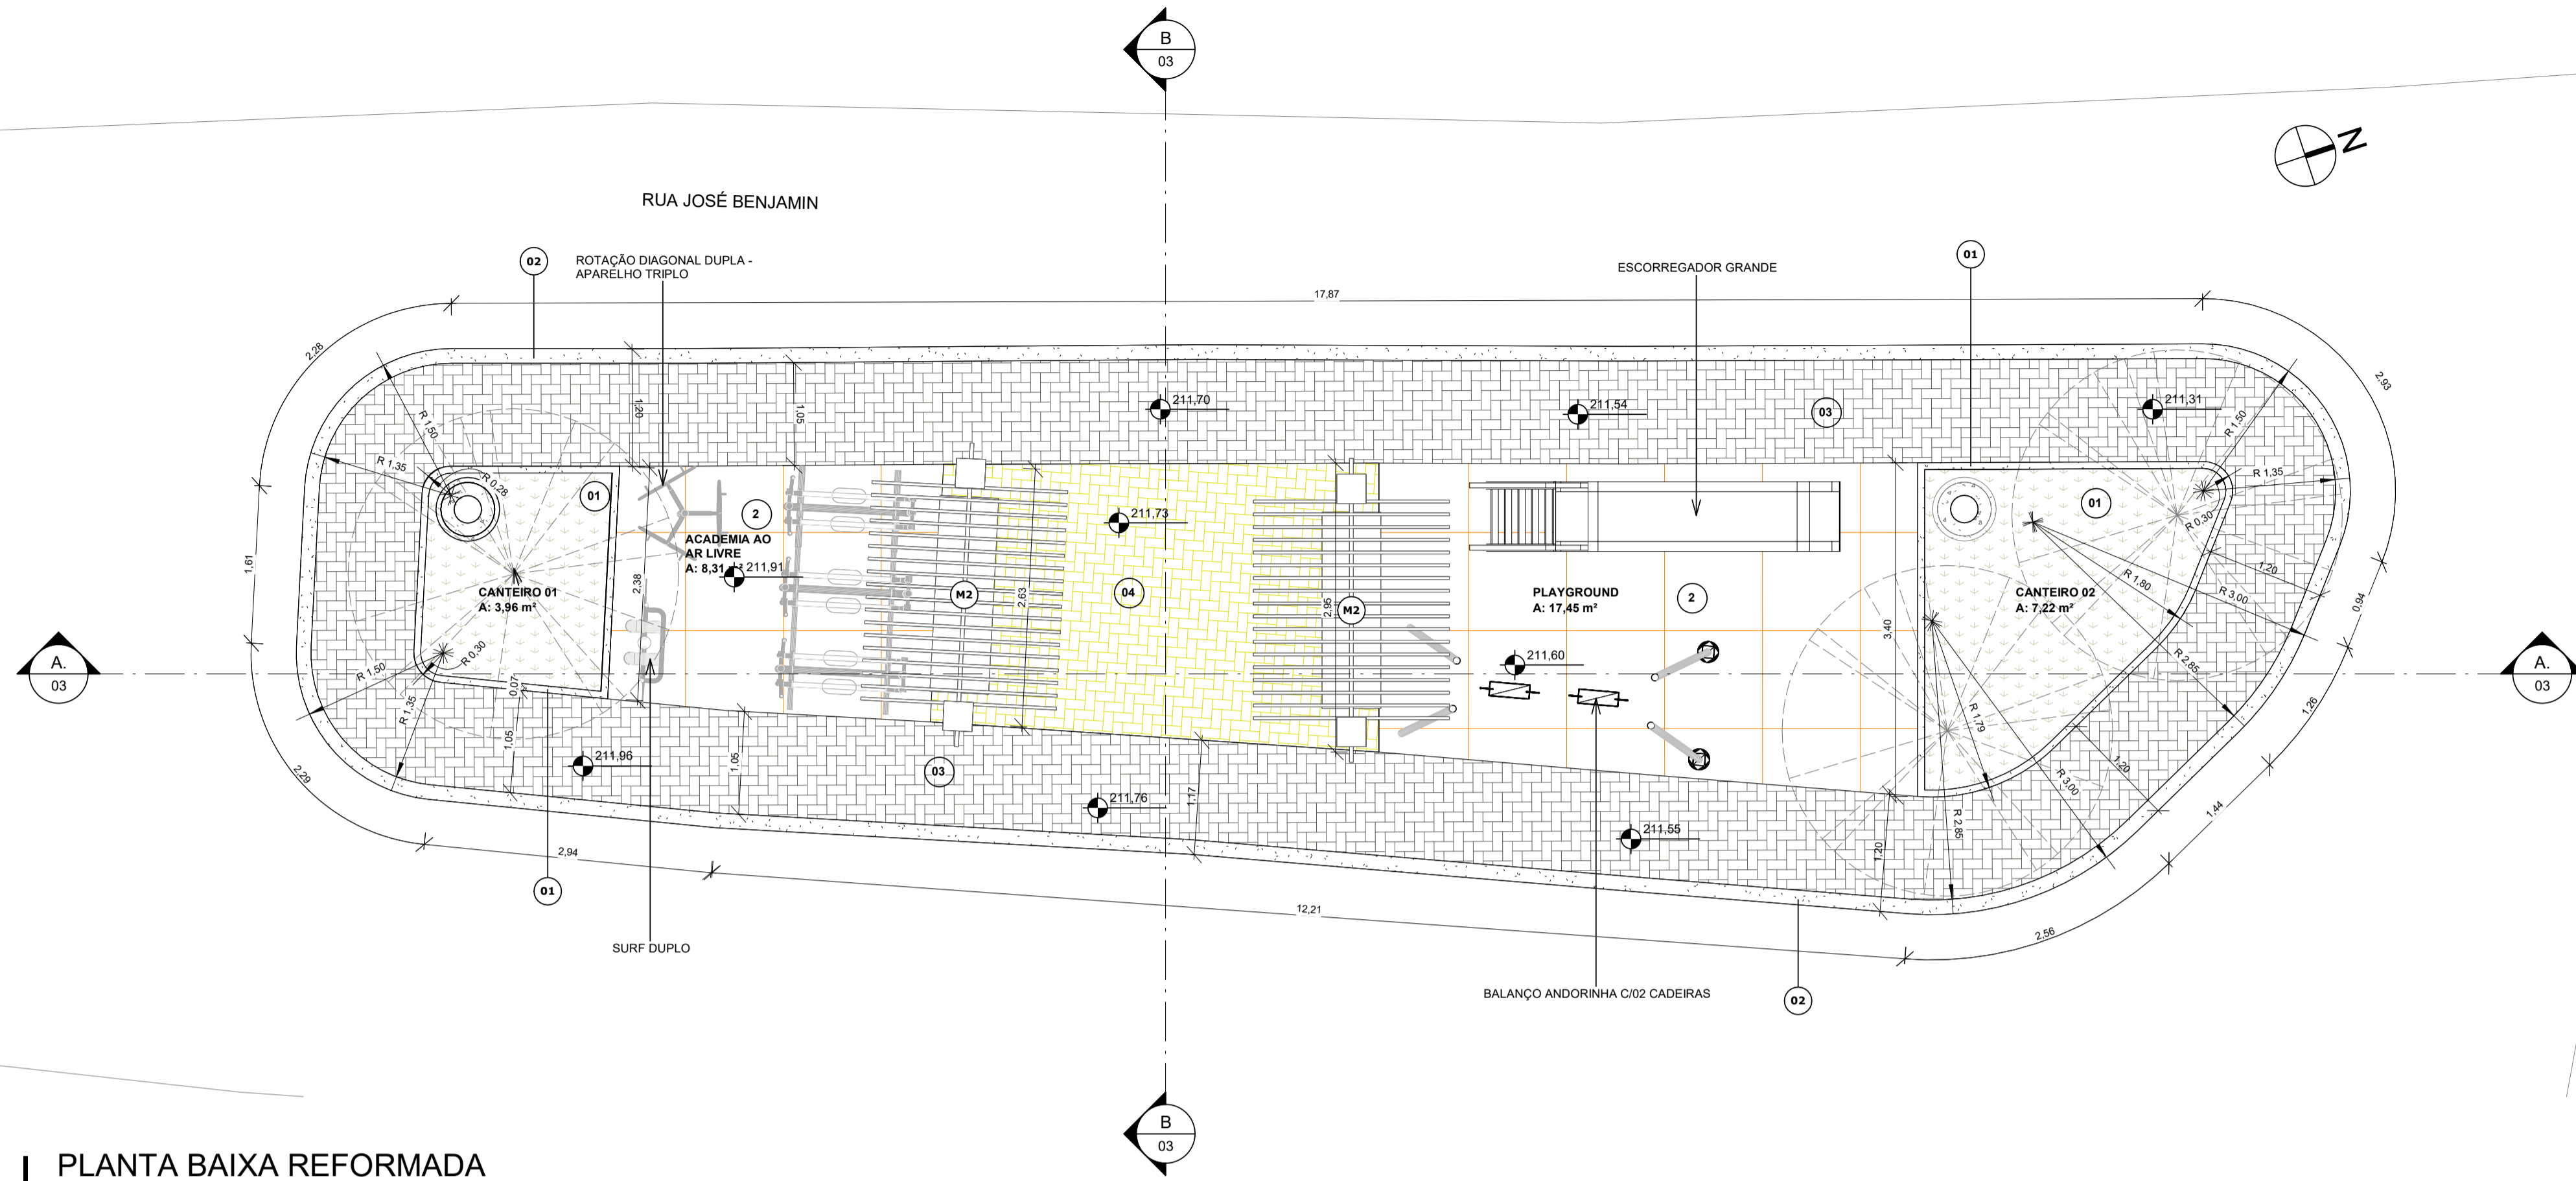 B
03
N
RUA JOSÉ BENJAMIN
02
ROTAÇÃO DIAGONAL DUPLA -
APARELHO TRIPLO
ESCORREGADOR GRANDE
01
17,87
2,28
2,93
1,20
1,05
211,70
211,54
03
211,31
R 1,50
R 1,50
R 1,35
R 0,28
01
R 1,35
2
211,73
01
R 0,30
ACADEMIA AO
AR LIVRE
A: 8,31 m²
211,91
1,61
2,38
M2
2,63
04
2,95
M2
PLAYGROUND
A: 17,45 m²
2
CANTEIRO 01
A: 3,96 m²
CANTEIRO 02
A: 7,22 m²
1,20
R 1,80
R 3,00
0,94
3,40
R 0,30
211,60
R 2,85
A.
03
A.
03
R 1,50
0,07
R 1,35
R 1,79
1,26
1,05
211,96
1,05
03
211,76
1,17
211,55
1,20
R 3,00
R 2,85
1,20
1,44
2,29
2,94
01
12,21
2,56
SURF DUPLO
BALANÇO ANDORINHA C/02 CADEIRAS
02
B
03
PLANTA BAIXA REFORMADA